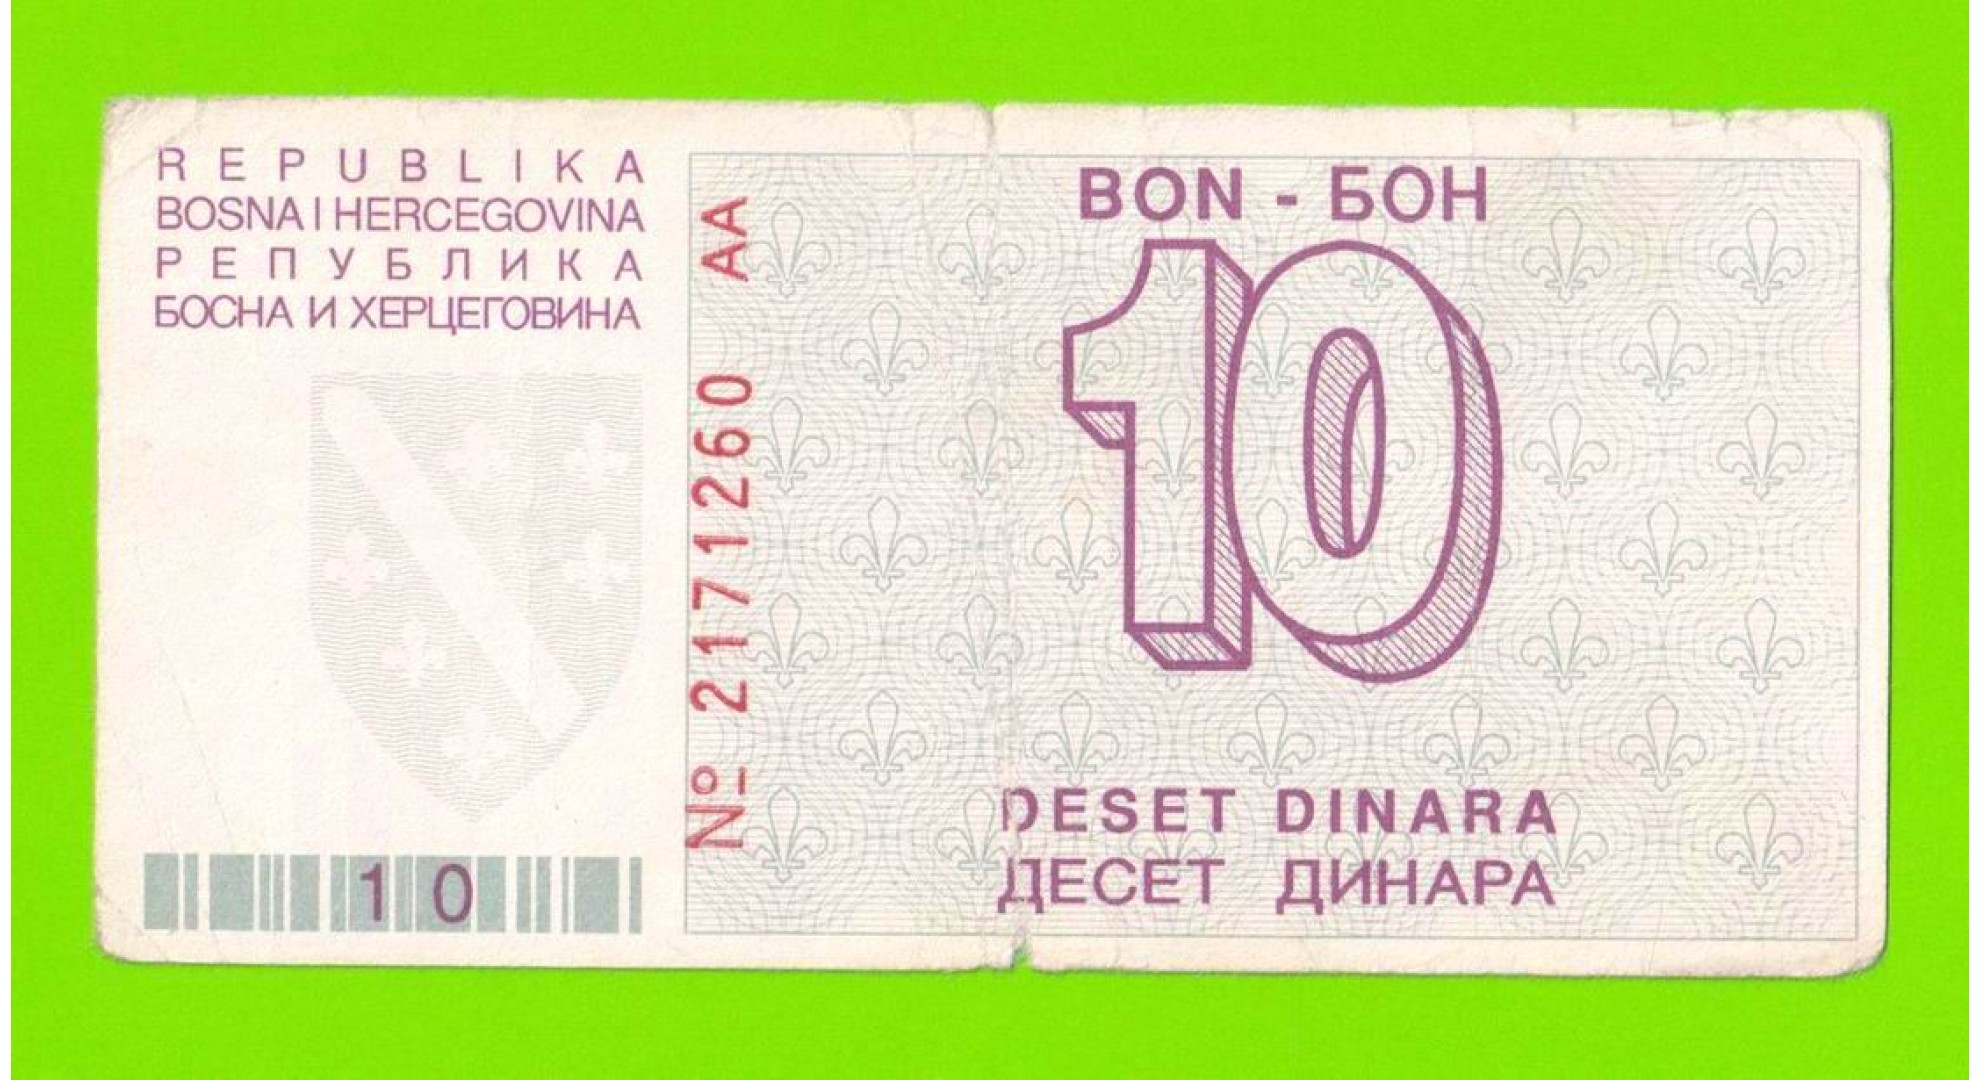 REPUBLIKA
BOSNA I HERCEGOVINA
РЕПУБЛИКА
БОСНА И ХЕРЦЕГОВИНА
10
№ 2171260 AA
BON - БОН
10
DESET DINARA
ДЕСЕТ ДИНАРА